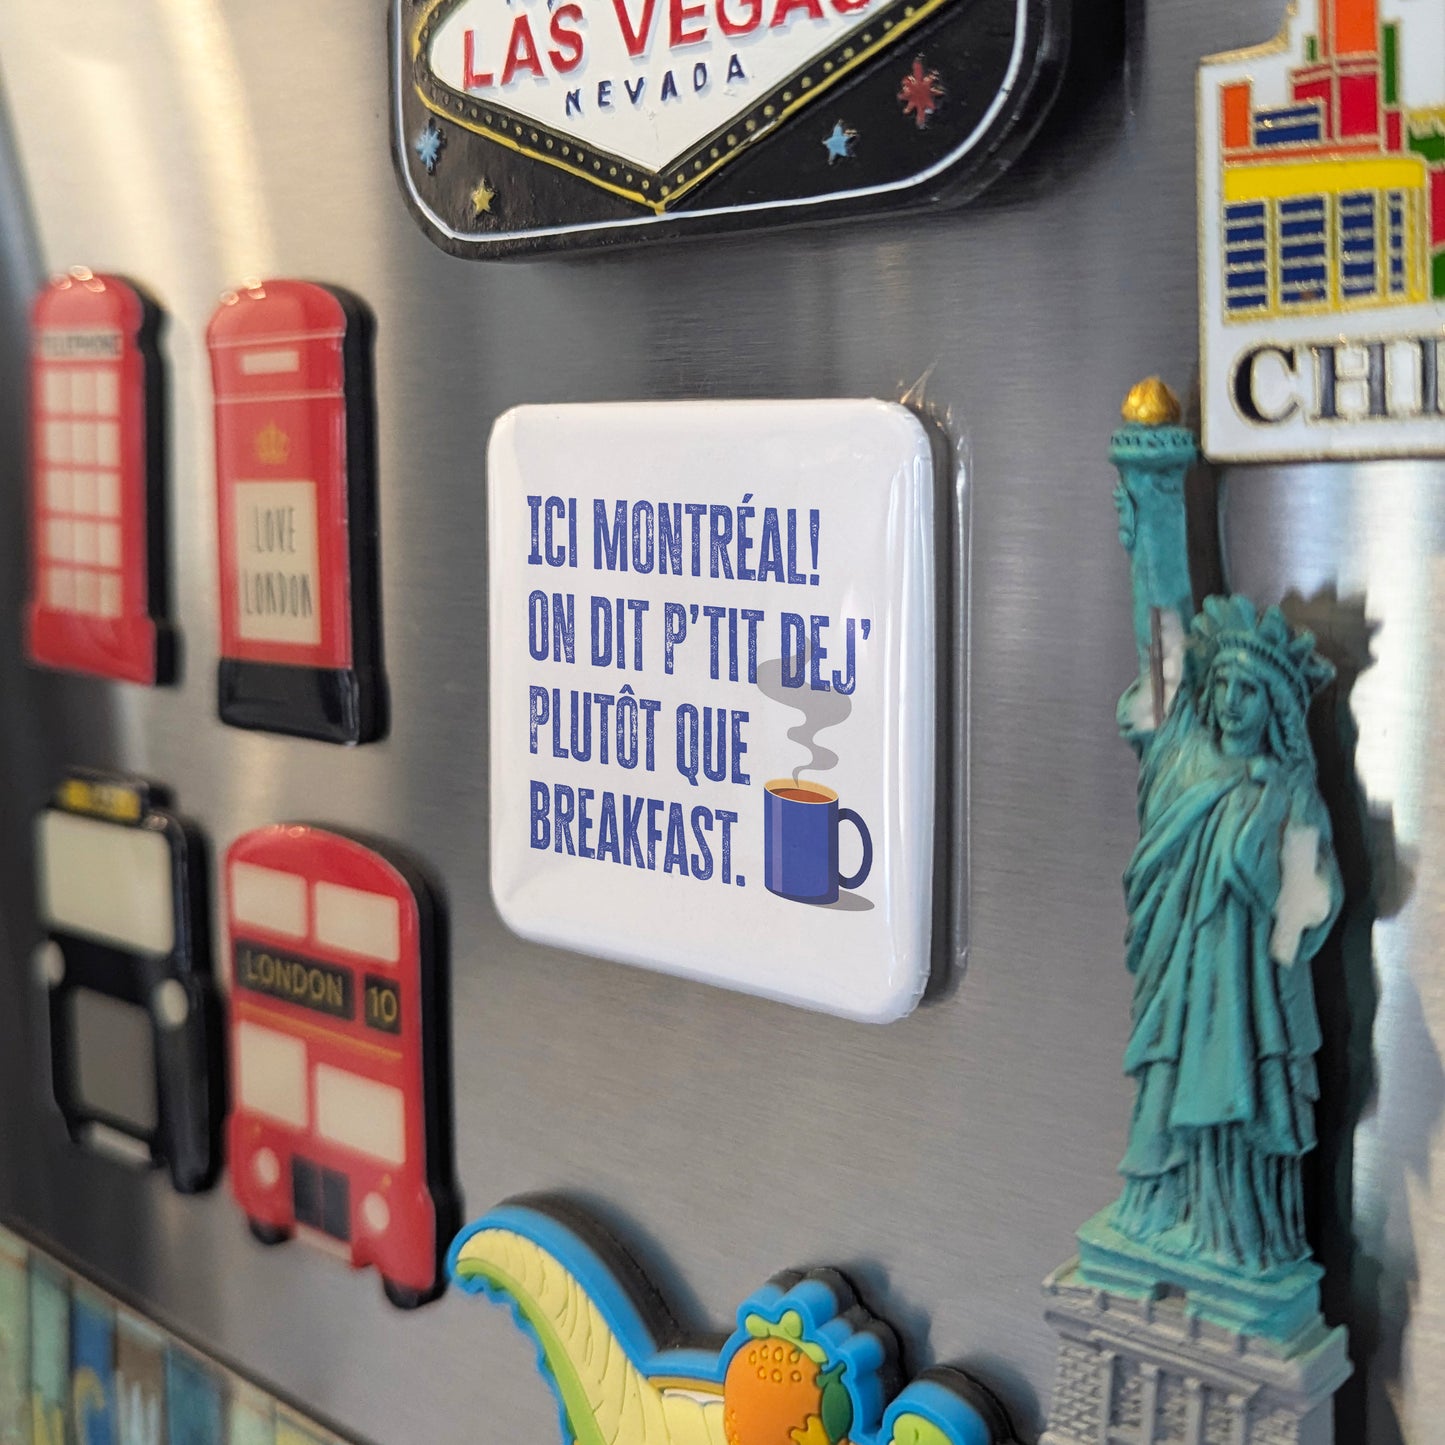 LAS VEGAS
NEVADA
CHI
TELEPHONE
LOVE
LONDON
ICI MONTRÉAL!
ON DIT P'TIT DEJ'
PLUTÔT QUE
BREAKFAST.
LONDON 10